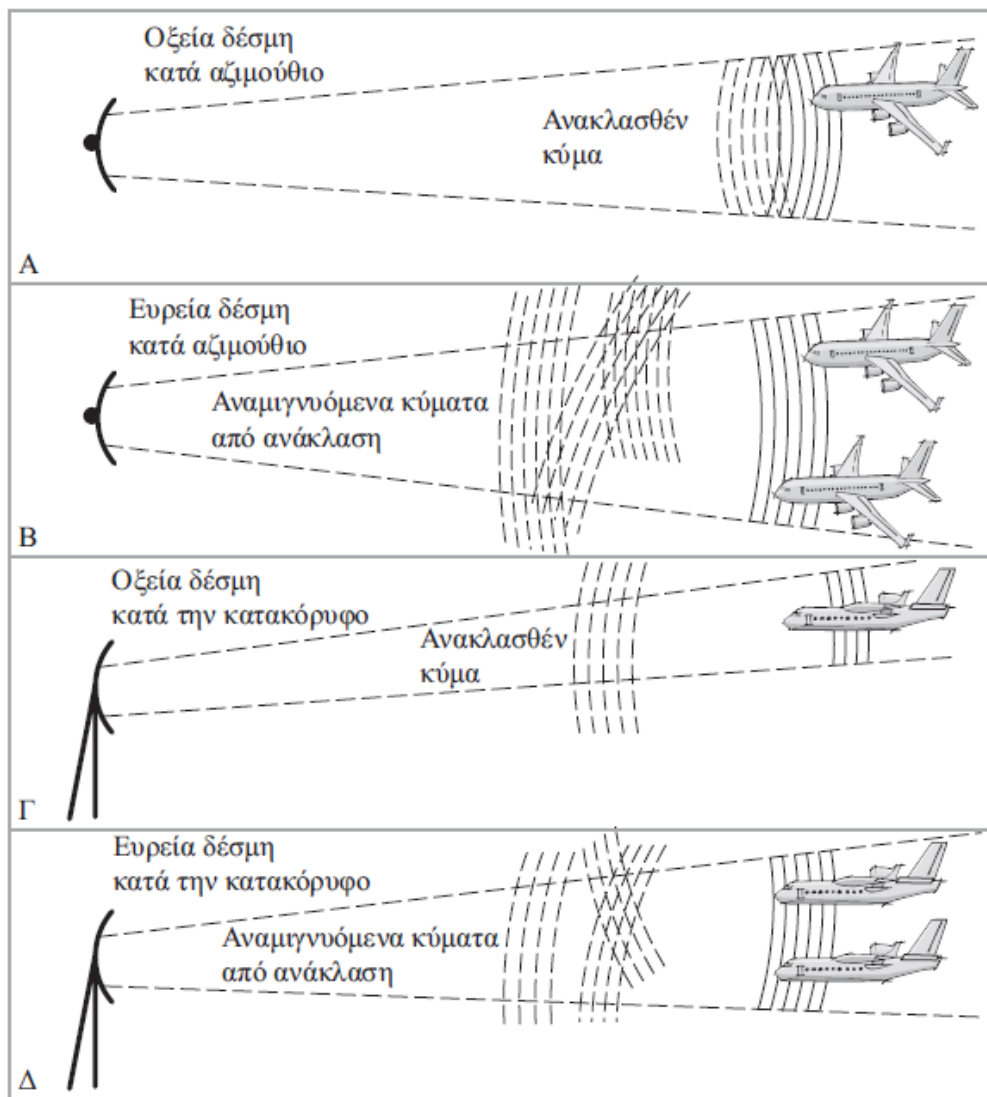 Οξεία δέσμη
κατά αζιμούθιο
Ανακλασθέν
κύμα
Α
Ευρεία δέσμη
κατά αζιμούθιο
Αναμιγνυόμενα κύματα
από ανάκλαση
Β
Οξεία δέσμη
κατά την κατακόρυφο
Ανακλασθέν
κύμα
Γ
Ευρεία δέσμη
κατά την κατακόρυφο
Αναμιγνυόμενα κύματα
από ανάκλαση
Δ